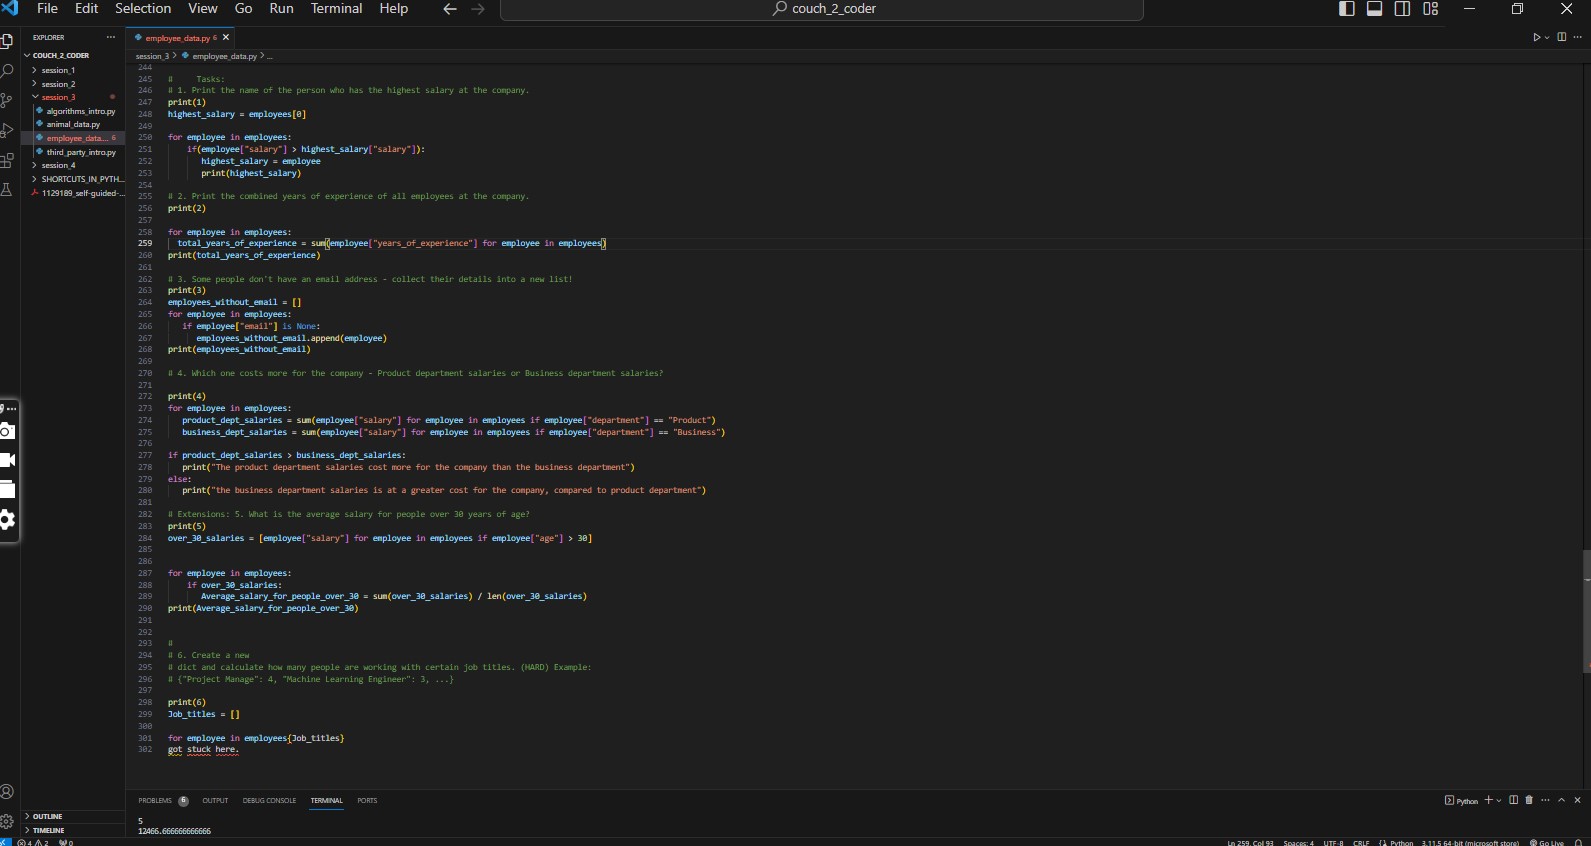 File Edit Selection View Go Run Terminal Help
couch_2_coder
EXPLORER
COUCH_2_CODER
session_1
session_2
session_3
algorithms_intro.py
animal_data.py
employee_data... 6
third_party_intro.py
session_4
SHORTCUTS_IN_PYTH...
1129189_self-guided-...
OUTLINE
TIMELINE
employee_data.py 6
session_3 > employee_data.py > ...
244
245 # Tasks:
246 # 1. Print the name of the person who has the highest salary at the company.
247 print(1)
248 highest_salary = employees[0]
249
250 for employee in employees:
251 if(employee["salary"] > highest_salary["salary"]):
252 highest_salary = employee
253 print(highest_salary)
254
255 # 2. Print the combined years of experience of all employees at the company.
256 print(2)
257
258 for employee in employees:
259 total_years_of_experience = sum(employee["years_of_experience"] for employee in employees)
260 print(total_years_of_experience)
261
262 # 3. Some people don't have an email address - collect their details into a new list!
263 print(3)
264 employees_without_email = []
265 for employee in employees:
266 if employee["email"] is None:
267 employees_without_email.append(employee)
268 print(employees_without_email)
269
270 # 4. Which one costs more for the company - Product department salaries or Business department salaries?
271
272 print(4)
273 for employee in employees:
274 product_dept_salaries = sum(employee["salary"] for employee in employees if employee["department"] == "Product")
275 business_dept_salaries = sum(employee["salary"] for employee in employees if employee["department"] == "Business")
276
277 if product_dept_salaries > business_dept_salaries:
278 print("The product department salaries cost more for the company than the business department")
279 else:
280 print("the business department salaries is at a greater cost for the company, compared to product department")
281
282 # Extensions: 5. What is the average salary for people over 30 years of age?
283 print(5)
284 over_30_salaries = [employee["salary"] for employee in employees if employee["age"] > 30]
285
286
287 for employee in employees:
288 if over_30_salaries:
289 Average_salary_for_people_over_30 = sum(over_30_salaries) / len(over_30_salaries)
290 print(Average_salary_for_people_over_30)
291
292
293 #
294 # 6. Create a new
295 # dict and calculate how many people are working with certain job titles. (HARD) Example:
296 # {"Project Manage": 4, "Machine Learning Engineer": 3, ...}
297
298 print(6)
299 Job_titles = []
300
301 for employee in employees{Job_titles}
302 got stuck here.
PROBLEMS 6 OUTPUT DEBUG CONSOLE TERMINAL PORTS
Python
5
12466.666666666666
4 2 0
Ln 259, Col 93 Spaces: 4 UTF-8 CRLF Python 3.11.5 64-bit (microsoft store) Go Live